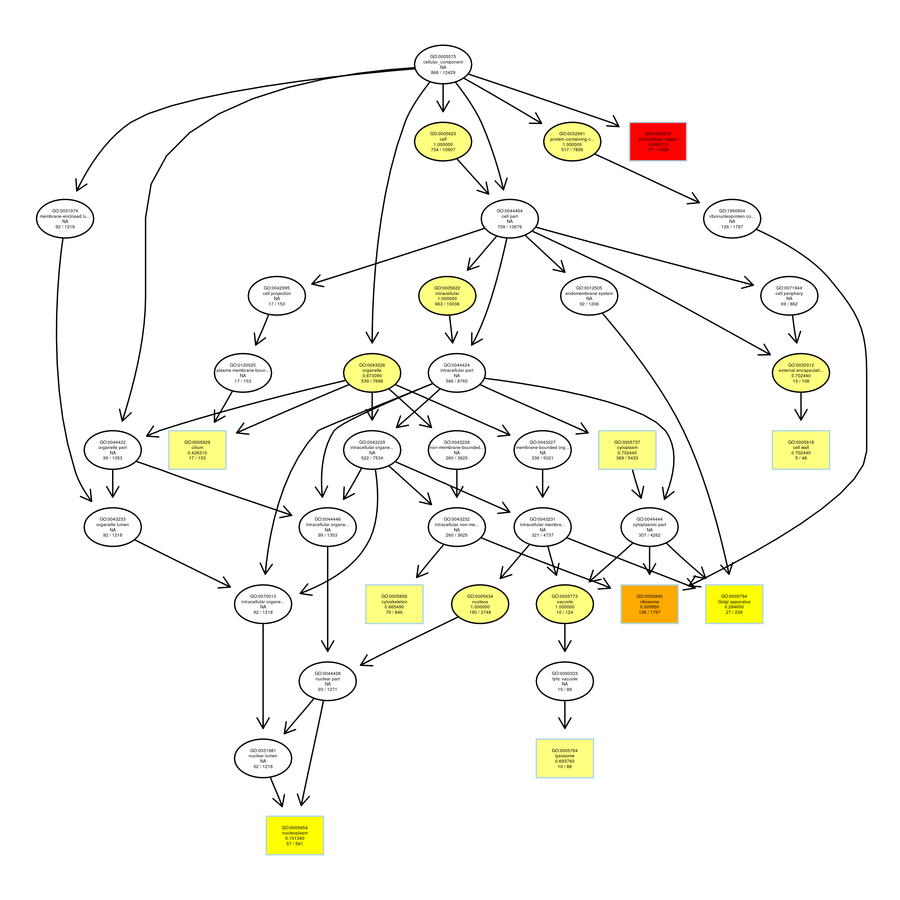 GO:0005575
cellular_component
NA
868 / 12429
GO:0005623
cell
1.000000
734 / 10907
GO:0032991
protein-containing c...
1.000000
517 / 7856
GO:0031974
membrane-enclosed lu...
NA
92 / 1218
GO:0044464
cell part
NA
709 / 10676
GO:1990904
ribonucleoprotein co...
NA
126 / 1797
GO:0042995
cell projection
NA
17 / 153
GO:0005622
intracellular
1.000000
663 / 10038
GO:0012505
endomembrane system
NA
92 / 1206
GO:0071944
cell periphery
NA
69 / 862
GO:0120025
plasma membrane boun...
NA
17 / 153
GO:0043226
organelle
0.873090
539 / 7698
GO:0044424
intracellular part
NA
586 / 8765
GO:0030312
external encapsulati...
0.702440
10 / 106
GO:0044422
organelle part
NA
99 / 1353
GO:0005929
cilium
0.428310
17 / 153
GO:0043229
intracellular organe...
NA
522 / 7534
GO:0043228
non-membrane-bounded...
NA
260 / 3625
GO:0043227
membrane-bounded org...
NA
336 / 5021
GO:0005737
cytoplasm
0.702440
369 / 5433
GO:0005618
cell wall
0.702440
5 / 48
GO:0043233
organelle lumen
NA
92 / 1218
GO:0044446
intracellular organe...
NA
99 / 1353
GO:0043232
intracellular non-me...
NA
260 / 3625
GO:0043231
intracellular membra...
NA
321 / 4737
GO:0044444
cytoplasmic part
NA
307 / 4262
GO:0070013
intracellular organe...
NA
92 / 1218
GO:0005856
cytoskeleton
0.665490
70 / 846
GO:0005634
nucleus
1.000000
190 / 2748
GO:0005773
vacuole
1.000000
10 / 124
GO:0005840
ribosome
0.009950
126 / 1797
GO:0005794
Golgi apparatus
0.284650
27 / 239
GO:0044428
nuclear part
NA
93 / 1271
GO:0000323
lytic vacuole
NA
10 / 88
GO:0031981
nuclear lumen
NA
92 / 1218
GO:0005764
lysosome
0.693760
10 / 88
GO:0005654
nucleoplasm
0.151340
57 / 561